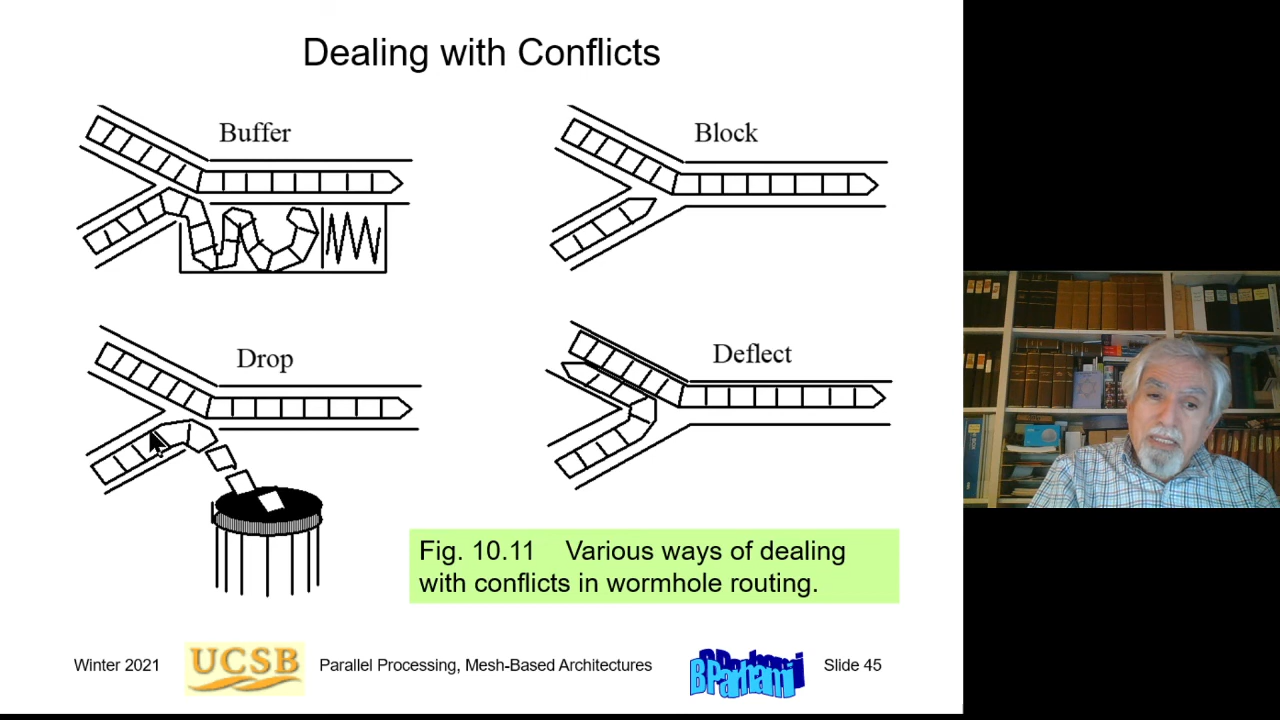 Dealing with Conflicts
Buffer
Block
Drop
Deflect
Fig. 10.11 Various ways of dealing
with conflicts in wormhole routing.
Winter 2021
UCSB
Parallel Processing, Mesh-Based Architectures
BParhami
Slide 45